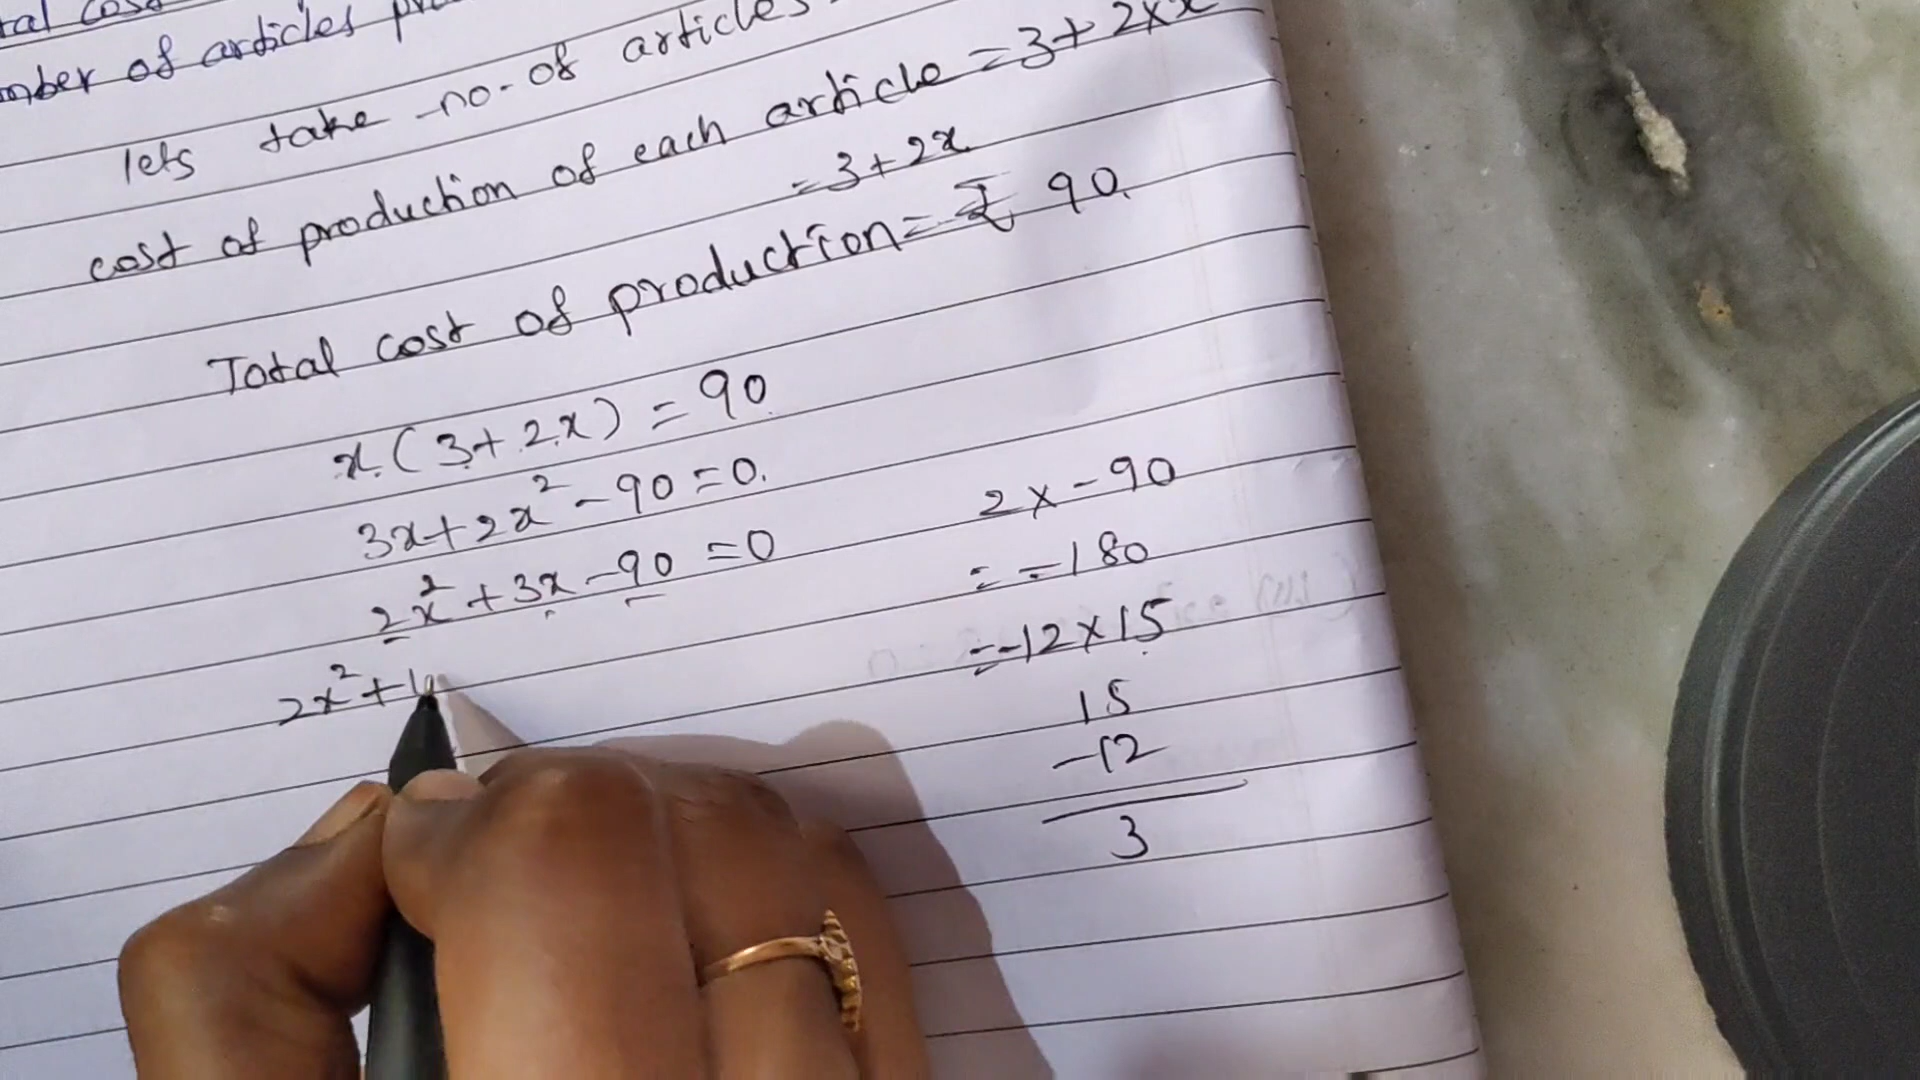 tal cost
mber of articles
lets take no. of articles
cost of production of each article = 3 + 2 × x
= 3 + 2x
Total cost of production = ₹ 90.
x (3 + 2x) = 90
3x + 2x² - 90 = 0.
2x² + 3x - 90 = 0
2x² + 1
2 × -90
= -180
= -12 × 15
15
-12
3